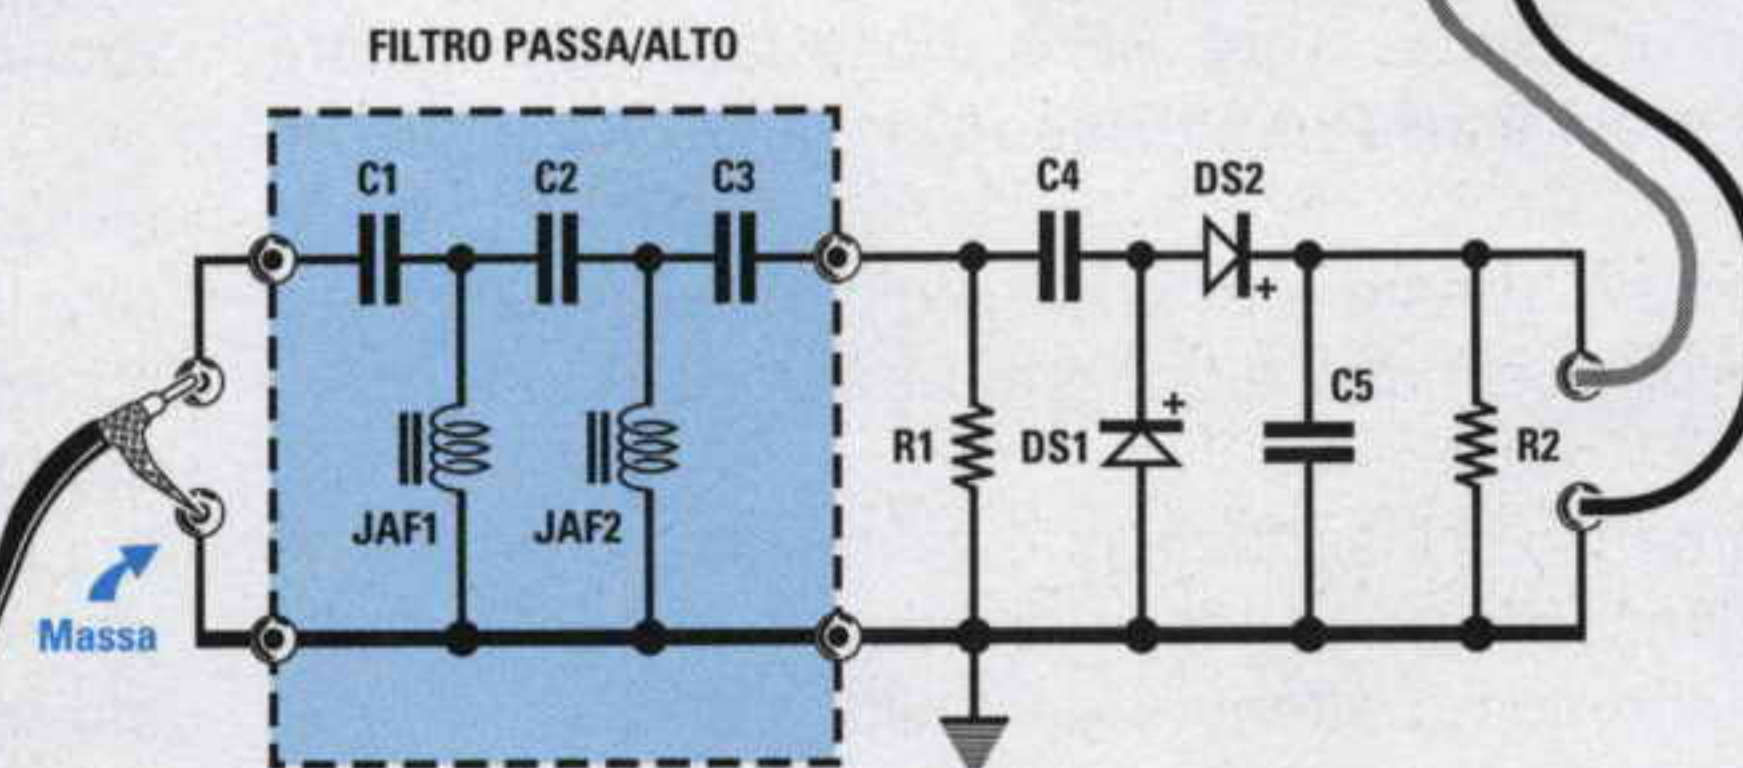 FILTRO PASSA/ALTO
C1 C2 C3 C4 DS2
+
C5
+
R1 DS1 R2
JAF1 JAF2
Massa